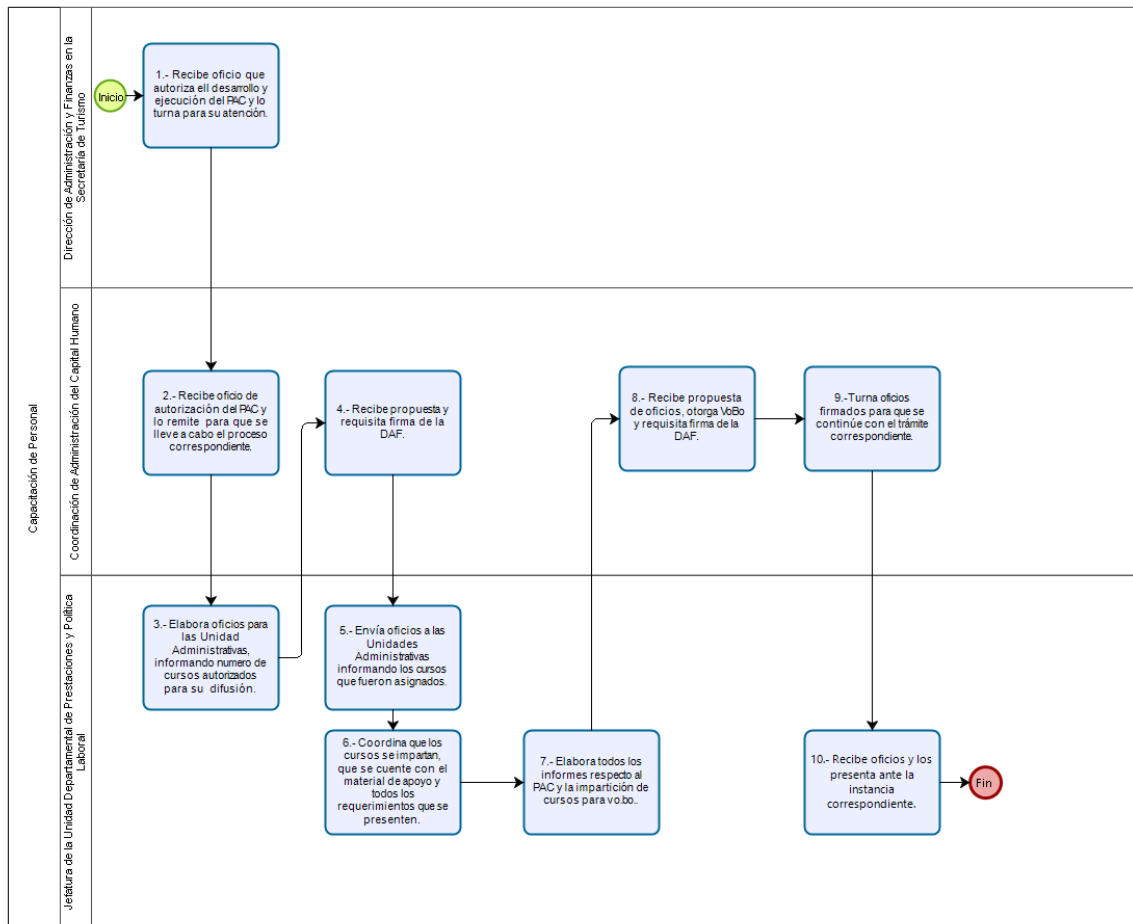 Capacitación de Personal
Dirección de Administración y Finanzas en la
Secretaría de Turismo
Inicio
1.- Recibe oficio que
autoriza ell desarrollo y
ejecución del PAC y lo
turna para su atención.
Coordinación de Administración del Capital Humano
2.- Recibe oficio de
autorización del PAC y
lo remite para que se
lleve a cabo el proceso
correspondiente.
4.- Recibe propuesta y
requisita firma de la
DAF.
8.- Recibe propuesta
de oficios, otorga VoBo
y requisita firma de la
DAF.
9.-Turna oficios
firmados para que se
continúe con el trámite
correspondiente.
Jefatura de la Unidad Departamental de Prestaciones y Política
Laboral
3.- Elabora oficios para
las Unidad
Administrativas,
informando numero de
cursos autorizados
para su difusión.
5.- Envía oficios a las
Unidades
Administrativas
informando los cursos
que fueron asignados.
6.- Coordina que los
cursos se impartan,
que se cuente con el
material de apoyo y
todos los
requerimientos que se
presenten.
7.- Elabora todos los
informes respecto al
PAC y la impartición de
cursos para vo.bo..
10.- Recibe oficios y los
presenta ante la
instancia
correspondiente.
Fin